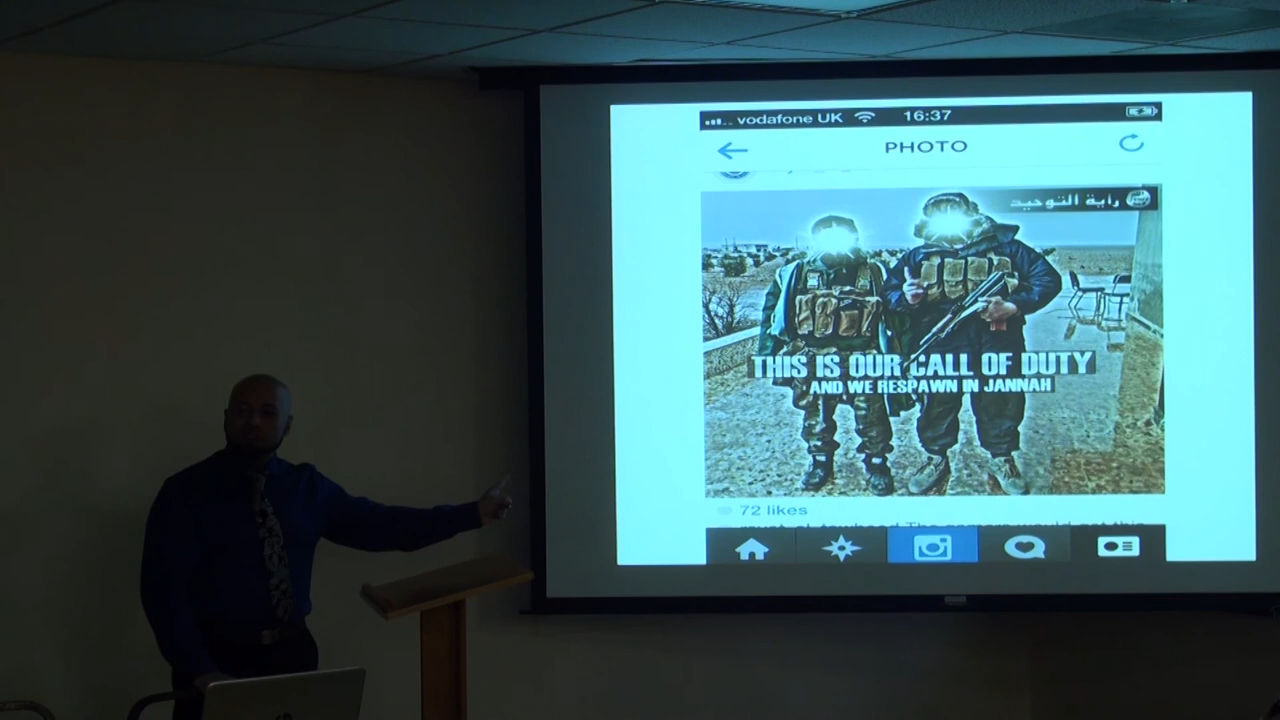 vodafone UK 16:37
PHOTO
راية التوحيد
THIS IS OUR CALL OF DUTY
AND WE RESPAWN IN JANNAH
72 likes